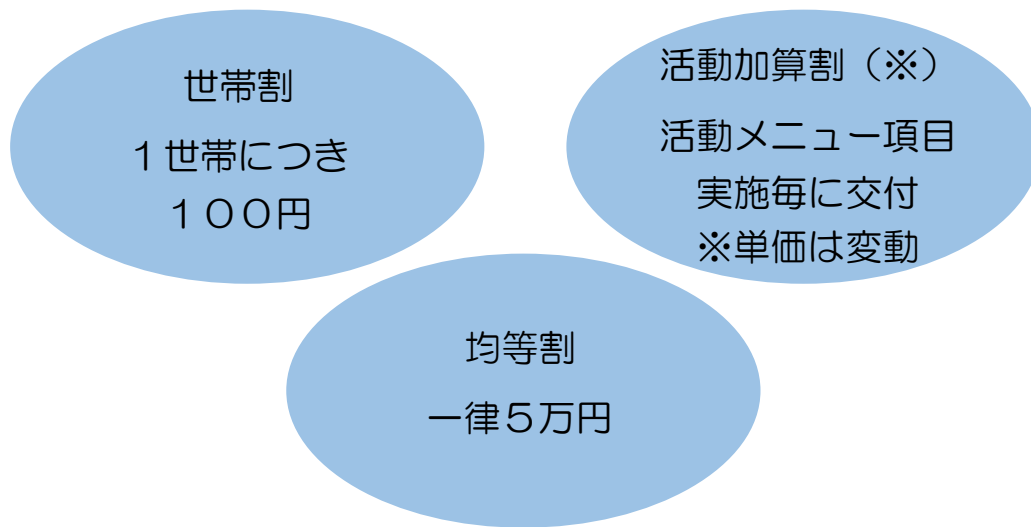 世帯割
１世帯につき
１００円
活動加算割（※）
活動メニュー項目
実施毎に交付
※単価は変動
均等割
一律５万円